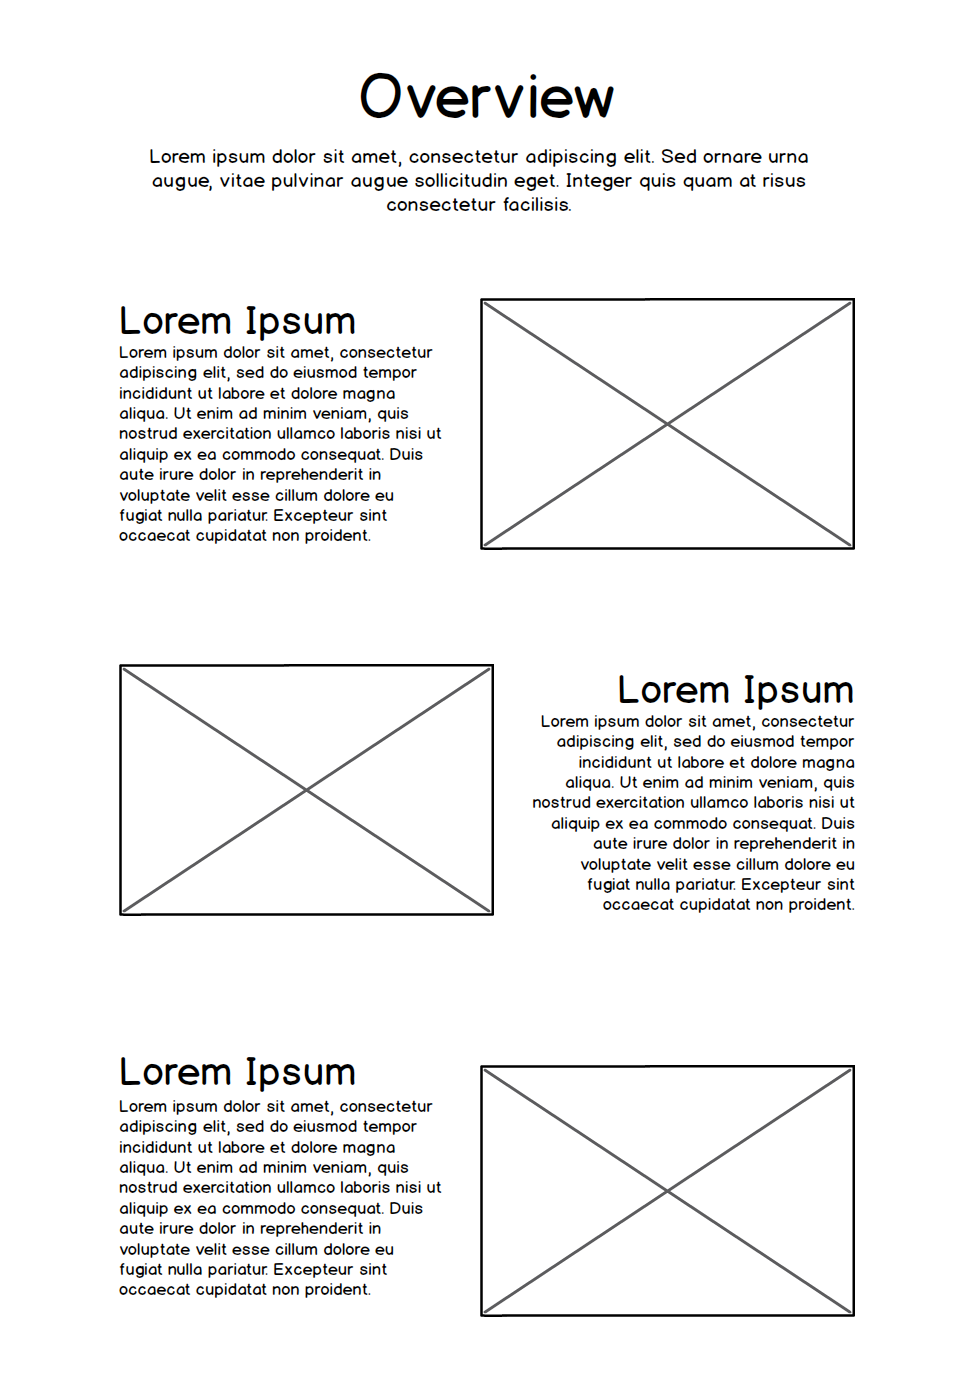 Overview
Lorem ipsum dolor sit amet, consectetur adipiscing elit. Sed ornare urna
augue, vitae pulvinar augue sollicitudin eget. Integer quis quam at risus
consectetur facilisis.
Lorem Ipsum
Lorem ipsum dolor sit amet, consectetur
adipiscing elit, sed do eiusmod tempor
incididunt ut labore et dolore magna
aliqua. Ut enim ad minim veniam, quis
nostrud exercitation ullamco laboris nisi ut
aliquip ex ea commodo consequat. Duis
aute irure dolor in reprehenderit in
voluptate velit esse cillum dolore eu
fugiat nulla pariatur. Excepteur sint
occaecat cupidatat non proident.
Lorem Ipsum
Lorem ipsum dolor sit amet, consectetur
adipiscing elit, sed do eiusmod tempor
incididunt ut labore et dolore magna
aliqua. Ut enim ad minim veniam, quis
nostrud exercitation ullamco laboris nisi ut
aliquip ex ea commodo consequat. Duis
aute irure dolor in reprehenderit in
voluptate velit esse cillum dolore eu
fugiat nulla pariatur. Excepteur sint
occaecat cupidatat non proident.
Lorem Ipsum
Lorem ipsum dolor sit amet, consectetur
adipiscing elit, sed do eiusmod tempor
incididunt ut labore et dolore magna
aliqua. Ut enim ad minim veniam, quis
nostrud exercitation ullamco laboris nisi ut
aliquip ex ea commodo consequat. Duis
aute irure dolor in reprehenderit in
voluptate velit esse cillum dolore eu
fugiat nulla pariatur. Excepteur sint
occaecat cupidatat non proident.